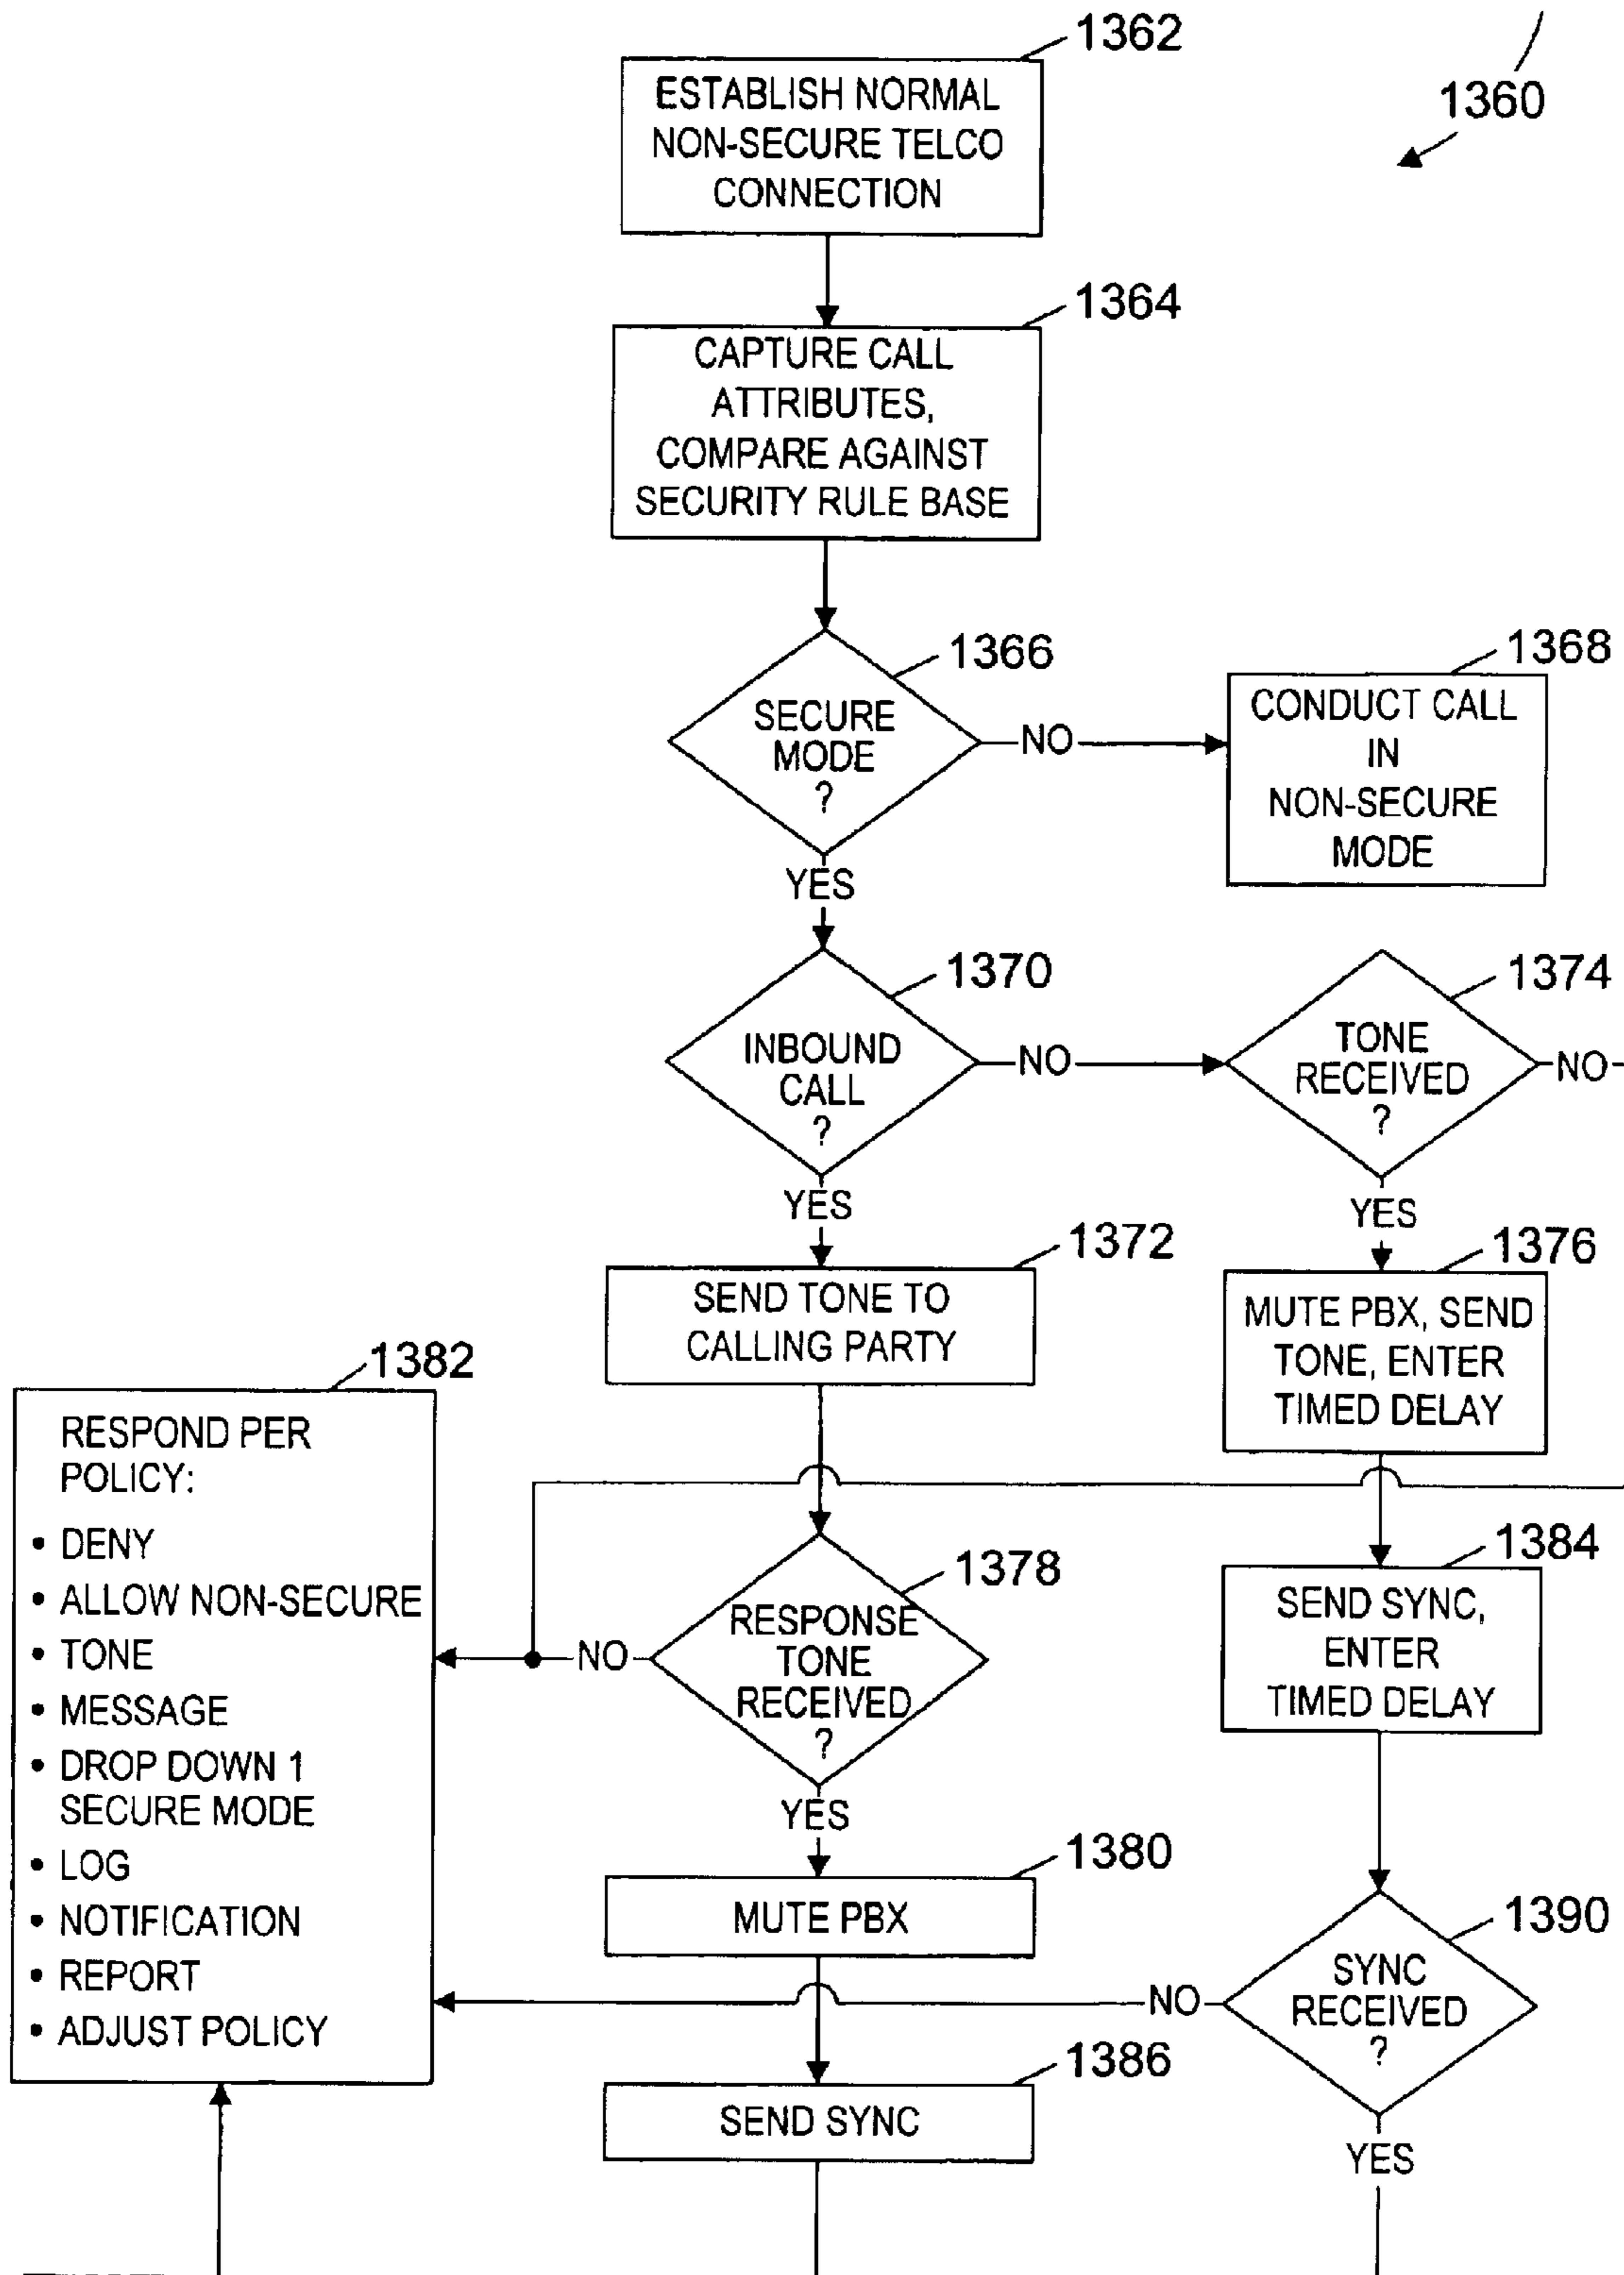 1362
1360
ESTABLISH NORMAL
NON-SECURE TELCO
CONNECTION
1364
CAPTURE CALL
ATTRIBUTES,
COMPARE AGAINST
SECURITY RULE BASE
1366
SECURE
MODE
?
NO
1368
CONDUCT CALL
IN
NON-SECURE
MODE
YES
1370
INBOUND
CALL
?
NO
1374
TONE
RECEIVED
?
NO
YES
YES
1372
SEND TONE TO
CALLING PARTY
1376
MUTE PBX, SEND
TONE, ENTER
TIMED DELAY
1382
RESPOND PER
POLICY:
• DENY
• ALLOW NON-SECURE
• TONE
• MESSAGE
• DROP DOWN 1
SECURE MODE
• LOG
• NOTIFICATION
• REPORT
• ADJUST POLICY
1378
RESPONSE
TONE
RECEIVED
?
NO
YES
1384
SEND SYNC,
ENTER
TIMED DELAY
1380
MUTE PBX
1390
SYNC
RECEIVED
?
NO
YES
1386
SEND SYNC